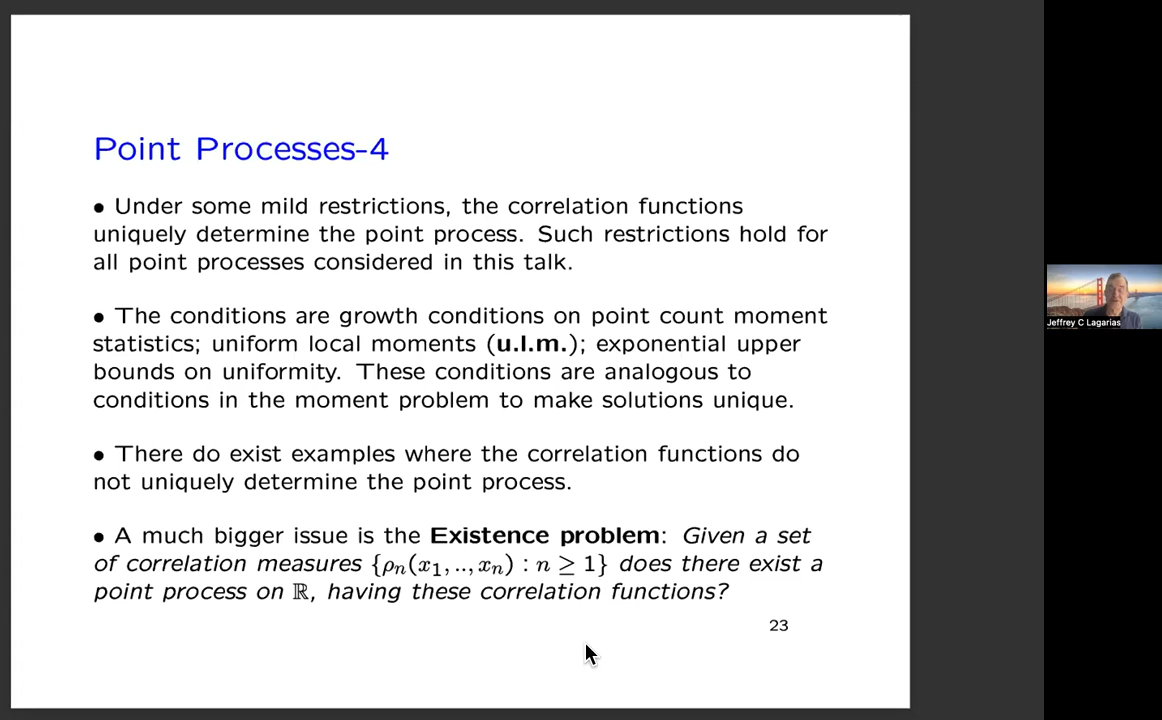 Point Processes-4
• Under some mild restrictions, the correlation functions
uniquely determine the point process. Such restrictions hold for
all point processes considered in this talk.
• The conditions are growth conditions on point count moment
statistics; uniform local moments (u.l.m.); exponential upper
bounds on uniformity. These conditions are analogous to
conditions in the moment problem to make solutions unique.
• There do exist examples where the correlation functions do
not uniquely determine the point process.
• A much bigger issue is the Existence problem: Given a set
of correlation measures {ρn(x1, .., xn) : n ≥ 1} does there exist a
point process on ℝ, having these correlation functions?
23
Jeffrey C Lagarias